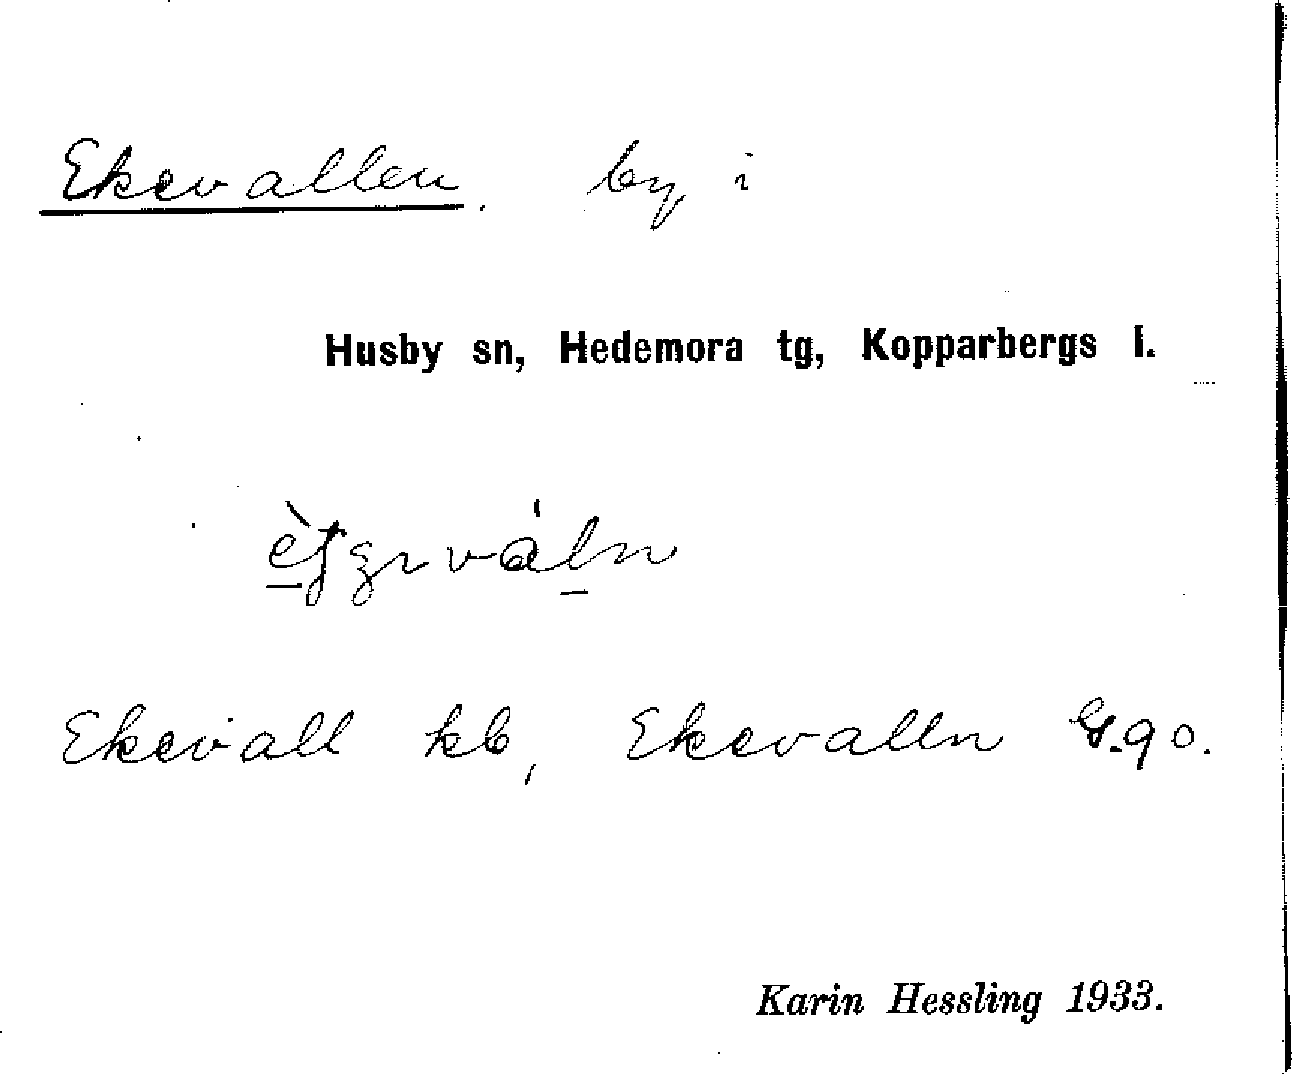 Ekevallen. by i
Husby sn, Hedemora tg, Kopparbergs l.
Ekevall kb, Ekevalln G.90.
Karin Hessling 1933.